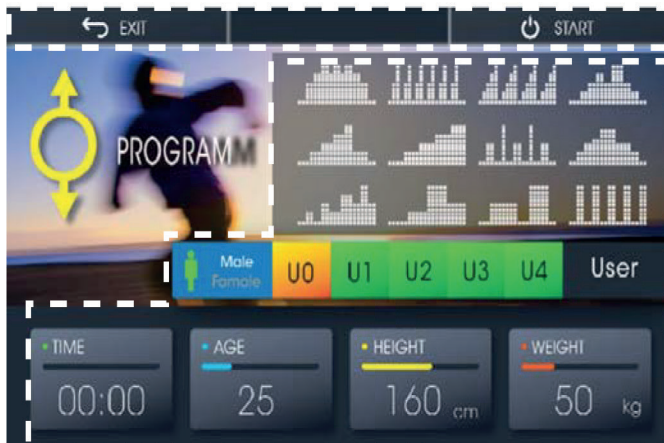 EXIT START
PROGRAMM
Male
Famale
U0 U1 U2 U3 U4 User
TIME AGE HEIGHT WEIGHT
00:00 25 160 cm 50 kg